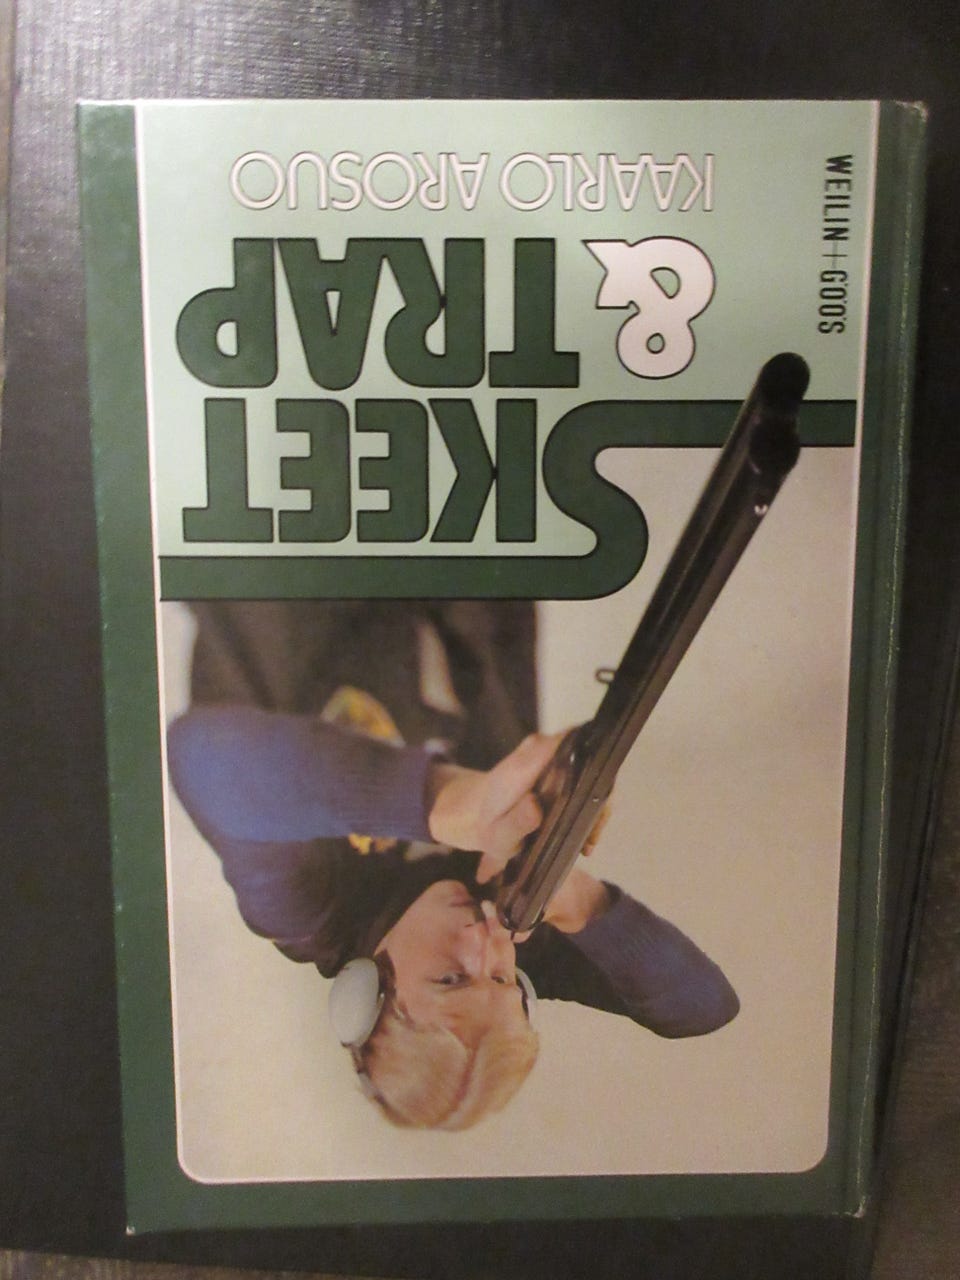 SKEET
& TRAP
KAARLO AROSUO
WEILIN+GÖÖS